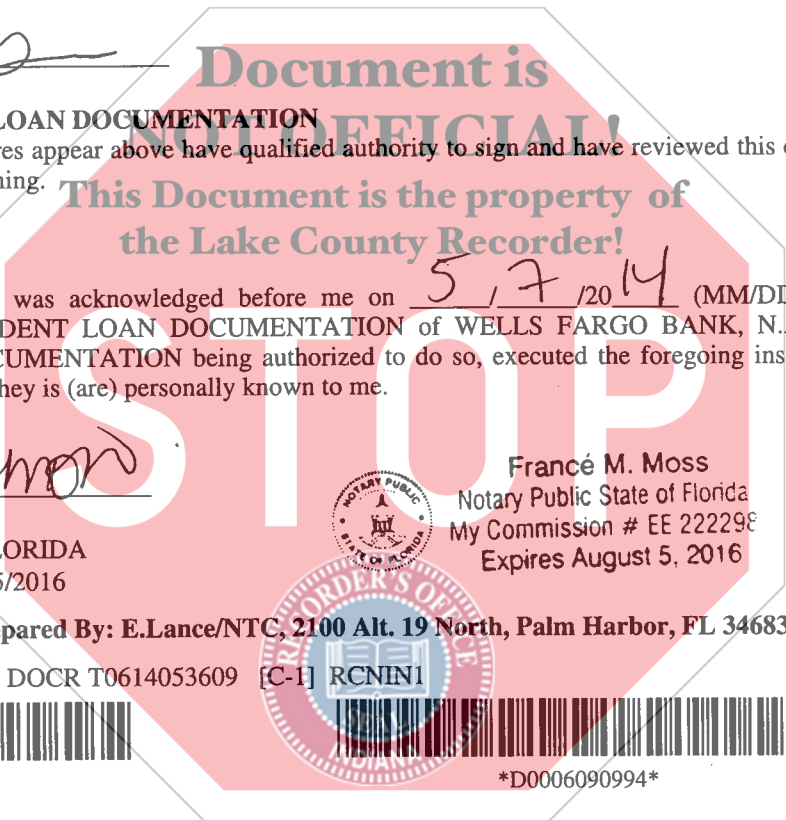 Document is
LOAN DOCUMENTATION
NOT OFFICIAL!
res appear above have qualified authority to sign and have reviewed this
ning.
This Document is the property of
the Lake County Recorder!
was acknowledged before me on 5 / 7 /20 14 (MM/DD
DENT LOAN DOCUMENTATION of WELLS FARGO BANK, N.
CUMENTATION being authorized to do so, executed the foregoing ins
hey is (are) personally known to me.
STOP
Francé M. Moss
Notary Public State of Florida
My Commission # EE 222298
Expires August 5, 2016
NOTARY PUBLIC
STATE OF FLORIDA
LORIDA
5/2016
RECORDER'S OFFICE
epared By: E.Lance/NTC, 2100 Alt. 19 North, Palm Harbor, FL 34683
DOCR T0614053609 [C-1] RCNIN1
SEAL
INDIANA
*D0006090994*